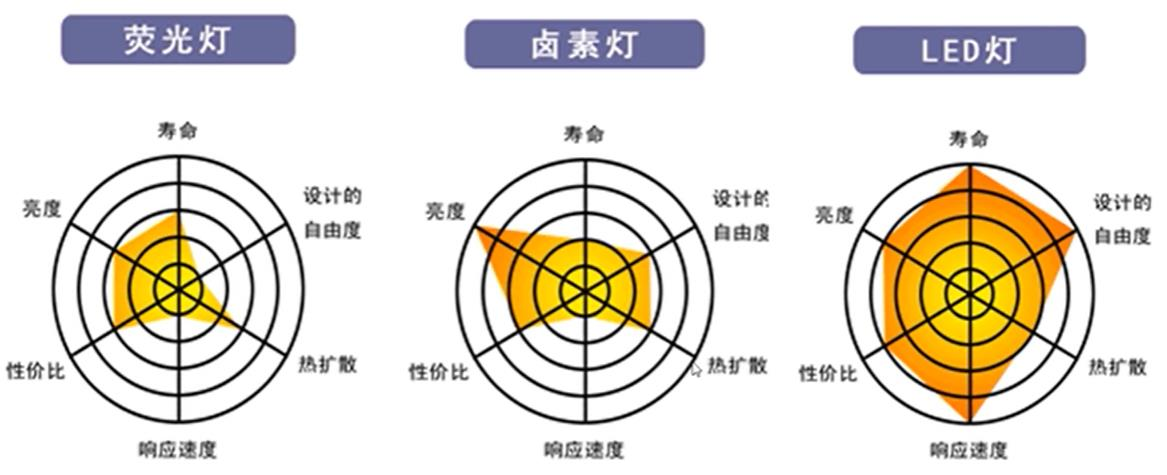 荧光灯
卤素灯
LED灯
寿命
设计的
自由度
热扩散
响应速度
性价比
亮度
寿命
设计的
自由度
热扩散
响应速度
性价比
亮度
寿命
设计的
自由度
热扩散
响应速度
性价比
亮度